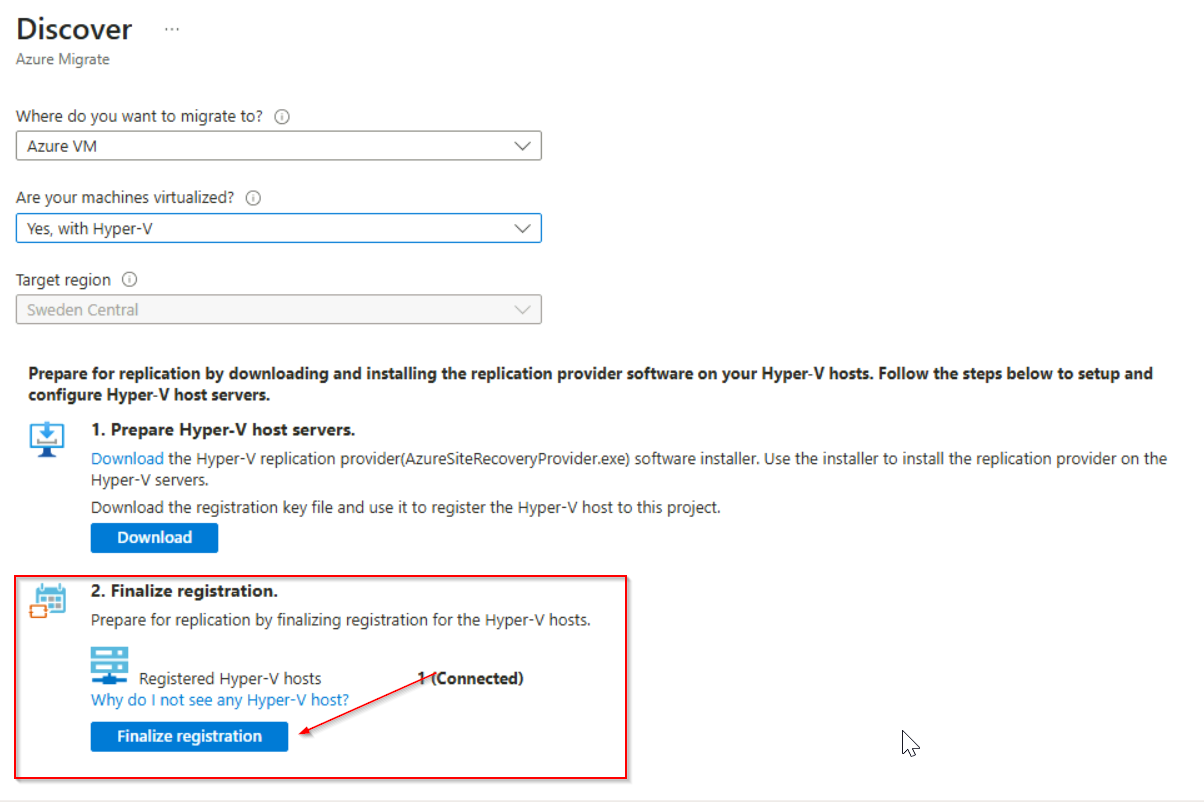 Discover ...
Azure Migrate
Where do you want to migrate to?
Azure VM
Are your machines virtualized?
Yes, with Hyper-V
Target region
Sweden Central
Prepare for replication by downloading and installing the replication provider software on your Hyper-V hosts. Follow the steps below to setup and
configure Hyper-V host servers.
1. Prepare Hyper-V host servers.
Download the Hyper-V replication provider(AzureSiteRecoveryProvider.exe) software installer. Use the installer to install the replication provider on the
Hyper-V servers.
Download the registration key file and use it to register the Hyper-V host to this project.
Download
2. Finalize registration.
Prepare for replication by finalizing registration for the Hyper-V hosts.
Registered Hyper-V hosts 1 (Connected)
Why do I not see any Hyper-V host?
Finalize registration